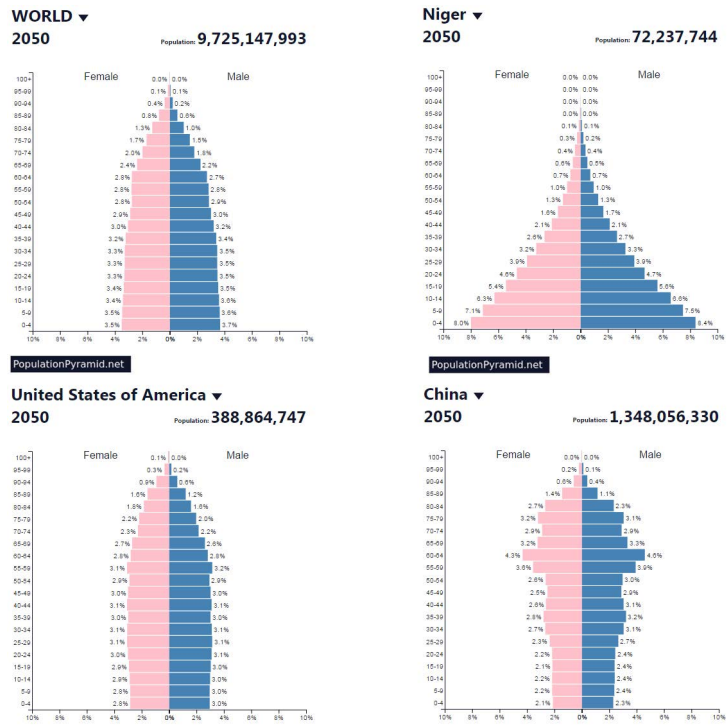 WORLD
2050
Population: 9,725,147,993
Female Male
100+ 0.0% 0.0%
95-99 0.1% 0.1%
90-94 0.4% 0.2%
85-89 0.8% 0.6%
80-84 1.3% 1.0%
75-79 1.7% 1.5%
70-74 2.0% 1.8%
65-69 2.4% 2.2%
60-64 2.8% 2.7%
55-59 2.8% 2.8%
50-54 2.8% 2.9%
45-49 2.9% 3.0%
40-44 3.0% 3.2%
35-39 3.2% 3.4%
30-34 3.3% 3.5%
25-29 3.3% 3.5%
20-24 3.3% 3.5%
15-19 3.4% 3.5%
10-14 3.4% 3.6%
5-9 3.5% 3.6%
0-4 3.5% 3.7%
10% 8% 6% 4% 2% 0% 2% 4% 6% 8% 10%
PopulationPyramid.net
Niger
2050
Population: 72,237,744
Female Male
100+ 0.0% 0.0%
95-99 0.0% 0.0%
90-94 0.0% 0.0%
85-89 0.0% 0.0%
80-84 0.1% 0.1%
75-79 0.3% 0.2%
70-74 0.4% 0.4%
65-69 0.6% 0.5%
60-64 0.7% 0.7%
55-59 1.0% 1.0%
50-54 1.3% 1.3%
45-49 1.6% 1.7%
40-44 2.1% 2.1%
35-39 2.6% 2.7%
30-34 3.2% 3.3%
25-29 3.9% 3.9%
20-24 4.6% 4.7%
15-19 5.4% 5.6%
10-14 6.3% 6.6%
5-9 7.1% 7.5%
0-4 8.0% 8.4%
10% 8% 6% 4% 2% 0% 2% 4% 6% 8% 10%
PopulationPyramid.net
United States of America
2050
Population: 388,864,747
Female Male
100+ 0.1% 0.0%
95-99 0.3% 0.2%
90-94 0.9% 0.6%
85-89 1.6% 1.2%
80-84 1.8% 1.6%
75-79 2.2% 2.0%
70-74 2.3% 2.2%
65-69 2.7% 2.6%
60-64 2.8% 2.8%
55-59 3.1% 3.2%
50-54 2.9% 2.9%
45-49 3.0% 3.0%
40-44 3.1% 3.1%
35-39 3.0% 3.0%
30-34 3.1% 3.1%
25-29 3.1% 3.1%
20-24 3.0% 3.1%
15-19 2.9% 3.0%
10-14 2.9% 3.0%
5-9 2.8% 3.0%
0-4 2.8% 3.0%
10% 8% 6% 4% 2% 0% 2% 4% 6% 8% 10%
China
2050
Population: 1,348,056,330
Female Male
100+ 0.0% 0.0%
95-99 0.2% 0.1%
90-94 0.6% 0.4%
85-89 1.4% 1.1%
80-84 2.7% 2.3%
75-79 3.2% 3.1%
70-74 2.9% 2.9%
65-69 3.2% 3.3%
60-64 4.3% 4.6%
55-59 3.6% 3.9%
50-54 2.6% 3.0%
45-49 2.5% 2.9%
40-44 2.6% 3.1%
35-39 2.8% 3.2%
30-34 2.7% 3.1%
25-29 2.3% 2.7%
20-24 2.2% 2.4%
15-19 2.1% 2.4%
10-14 2.2% 2.4%
5-9 2.2% 2.4%
0-4 2.1% 2.3%
10% 8% 6% 4% 2% 0% 2% 4% 6% 8% 10%